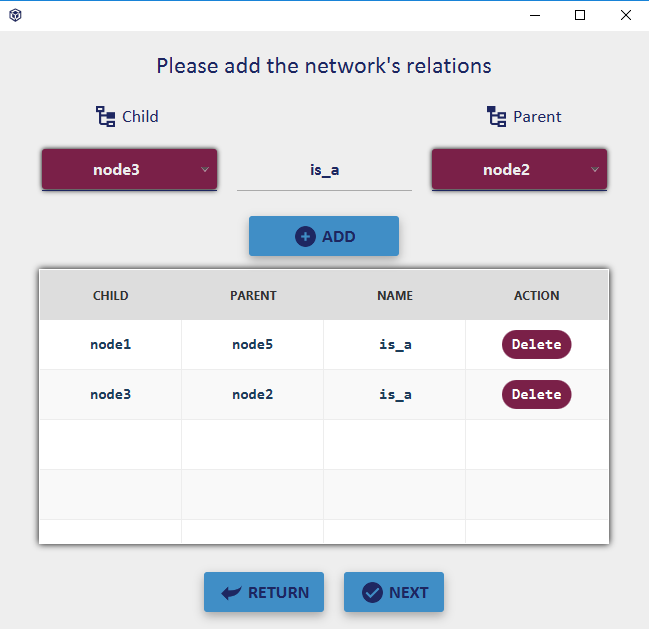 Please add the network's relations
Child Parent
node3 is_a node2
ADD
CHILD PARENT NAME ACTION
node1 node5 is_a Delete
node3 node2 is_a Delete
RETURN NEXT